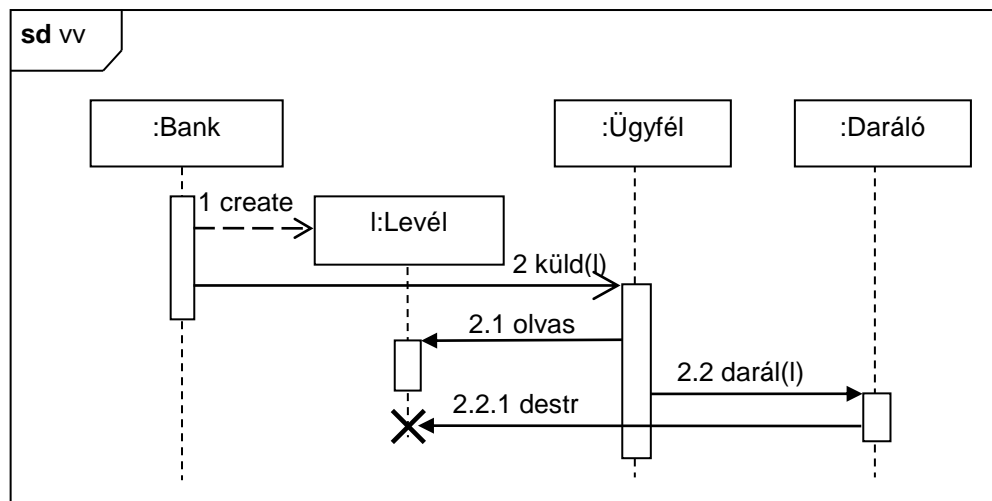 sd vv
:Bank
:Ügyfél
:Daráló
1 create
l:Levél
2 küld(l)
2.1 olvas
2.2 darál(l)
2.2.1 destr